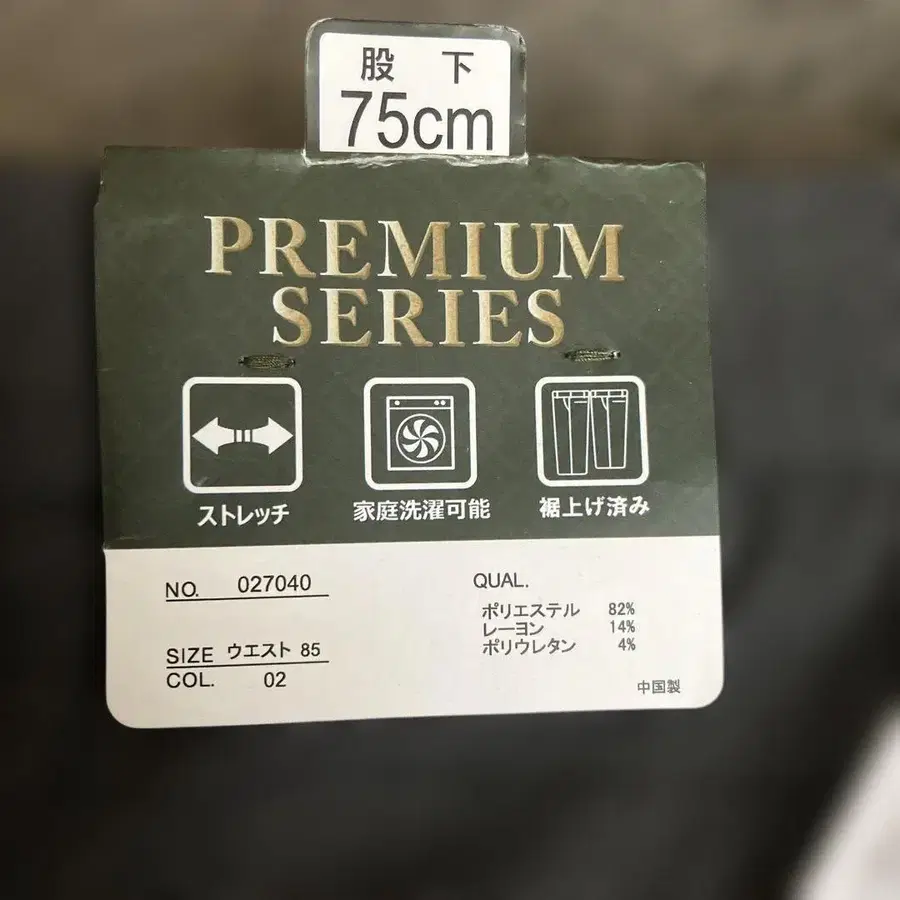 股 下
75cm
PREMIUM
SERIES
ストレッチ 家庭洗濯可能 裾上げ済み
NO. 027040
SIZE ウエスト 85
COL. 02
QUAL.
ポリエステル 82%
レーヨン 14%
ポリウレタン 4%
中国製